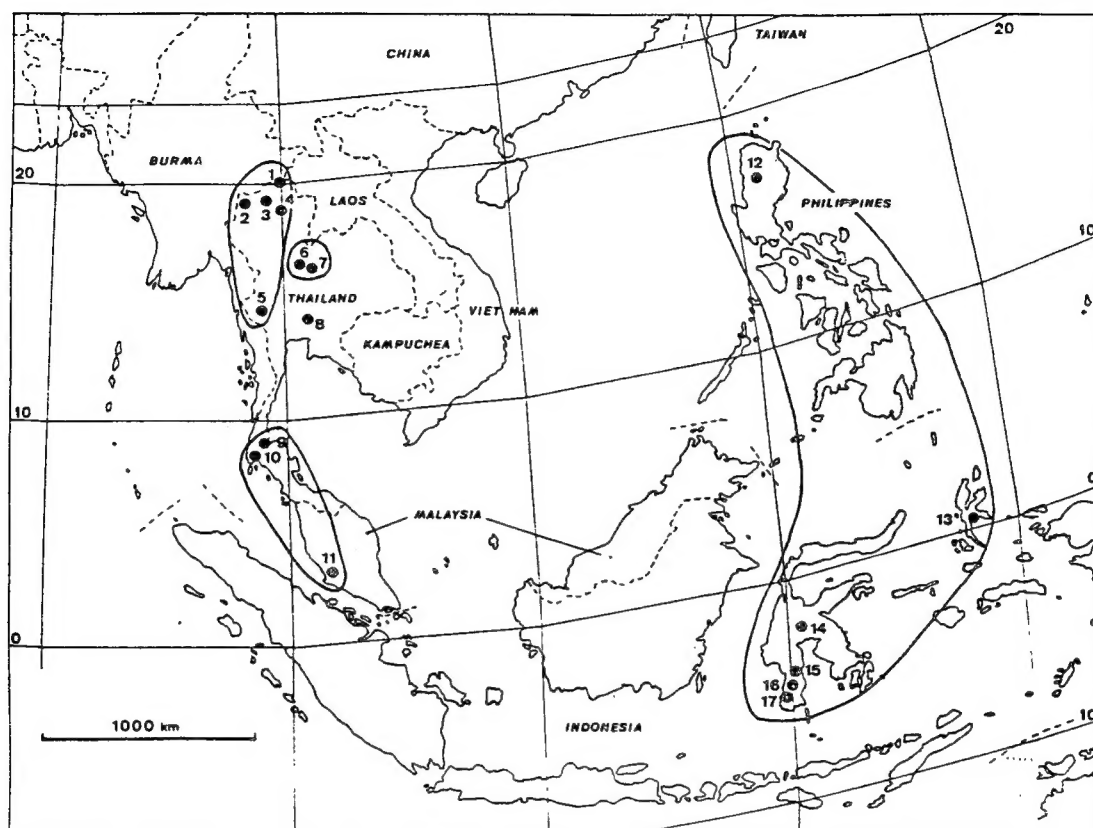 TAIWAN
20
CHINA
BURMA
1
12
20
2
3
4
LAOS
PHILIPPINES
6
7
10
5
THAILAND
8
VIET NAM
KAMPUCHEA
10
9
10
MALAYSIA
13
11
14
0
15
16
17
1000 km
INDONESIA
10